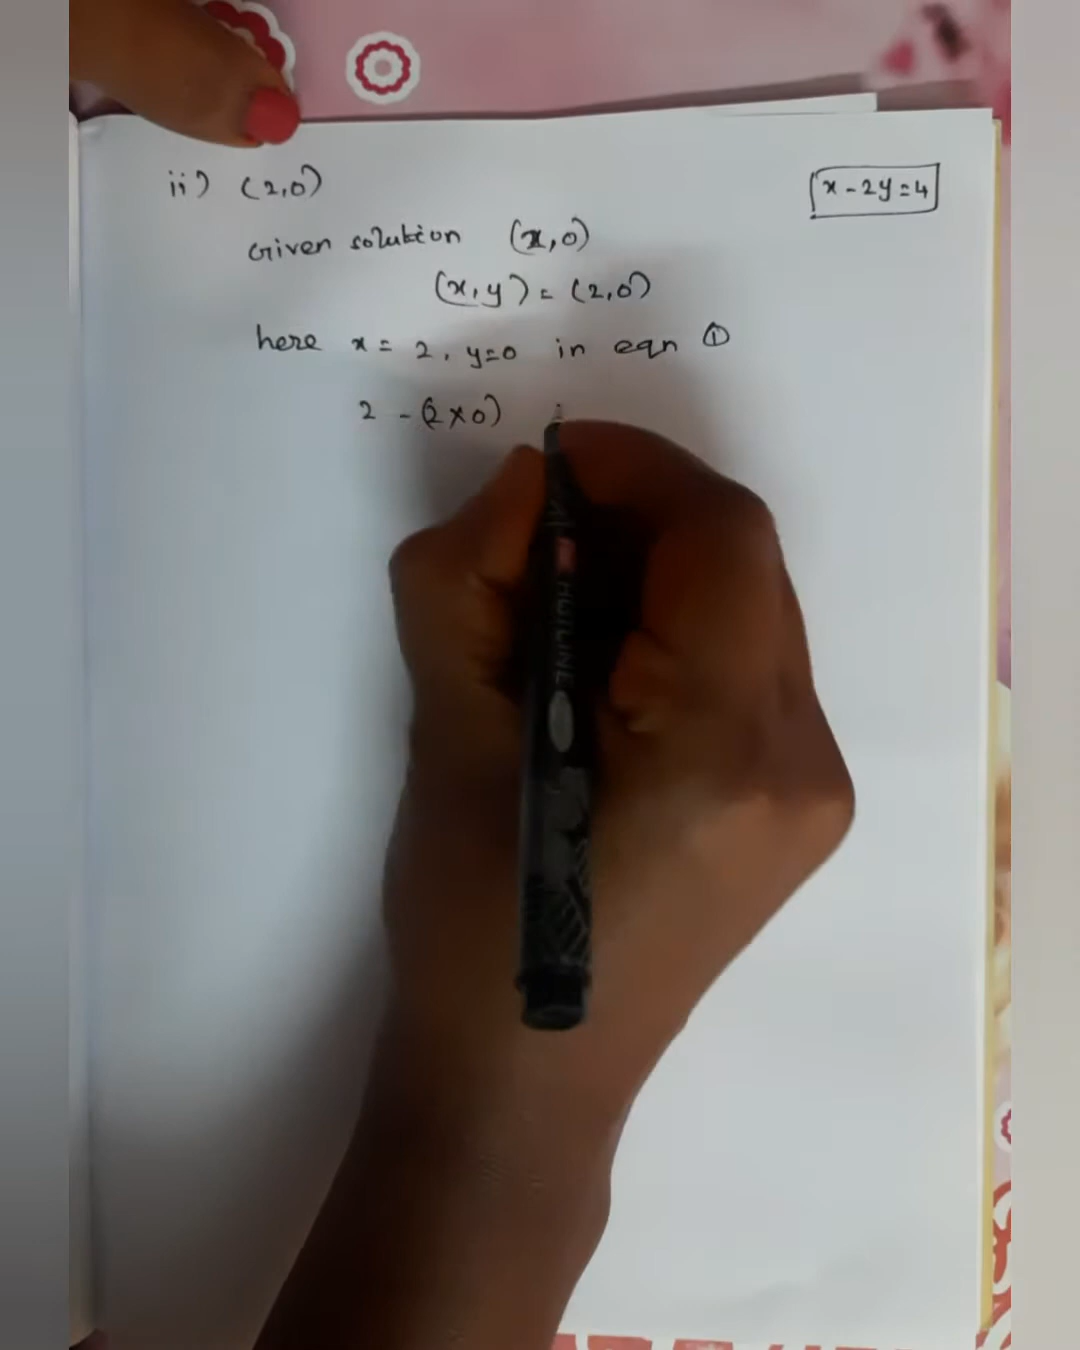 ii) (2,0)
x - 2y = 4
Given solution (x,0)
(x,y) = (2,0)
here x = 2, y=0 in eqn ①
2 - (2×0)
HOTLINE